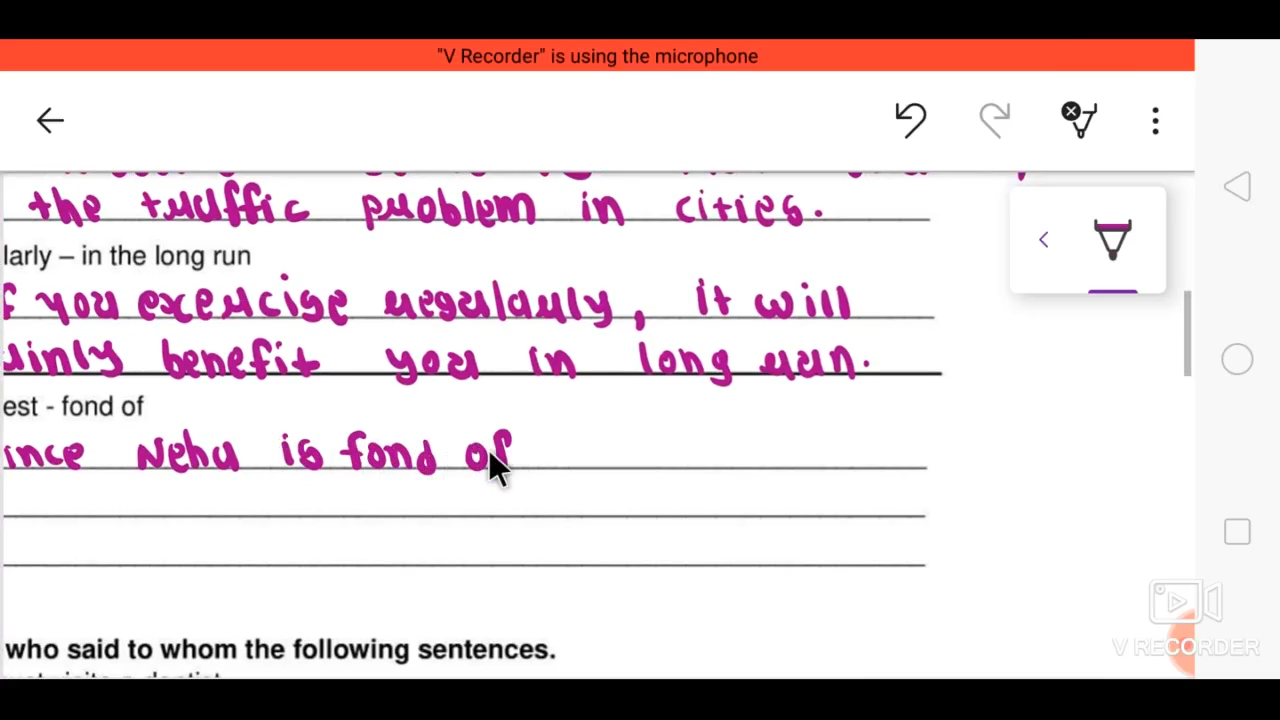 "V Recorder" is using the microphone
the traffic problem in cities.
larly – in the long run
f you exercise regularly, it will
ainly benefit you in long run.
est - fond of
ince Neha is fond of
who said to whom the following sentences.
V RECORDER